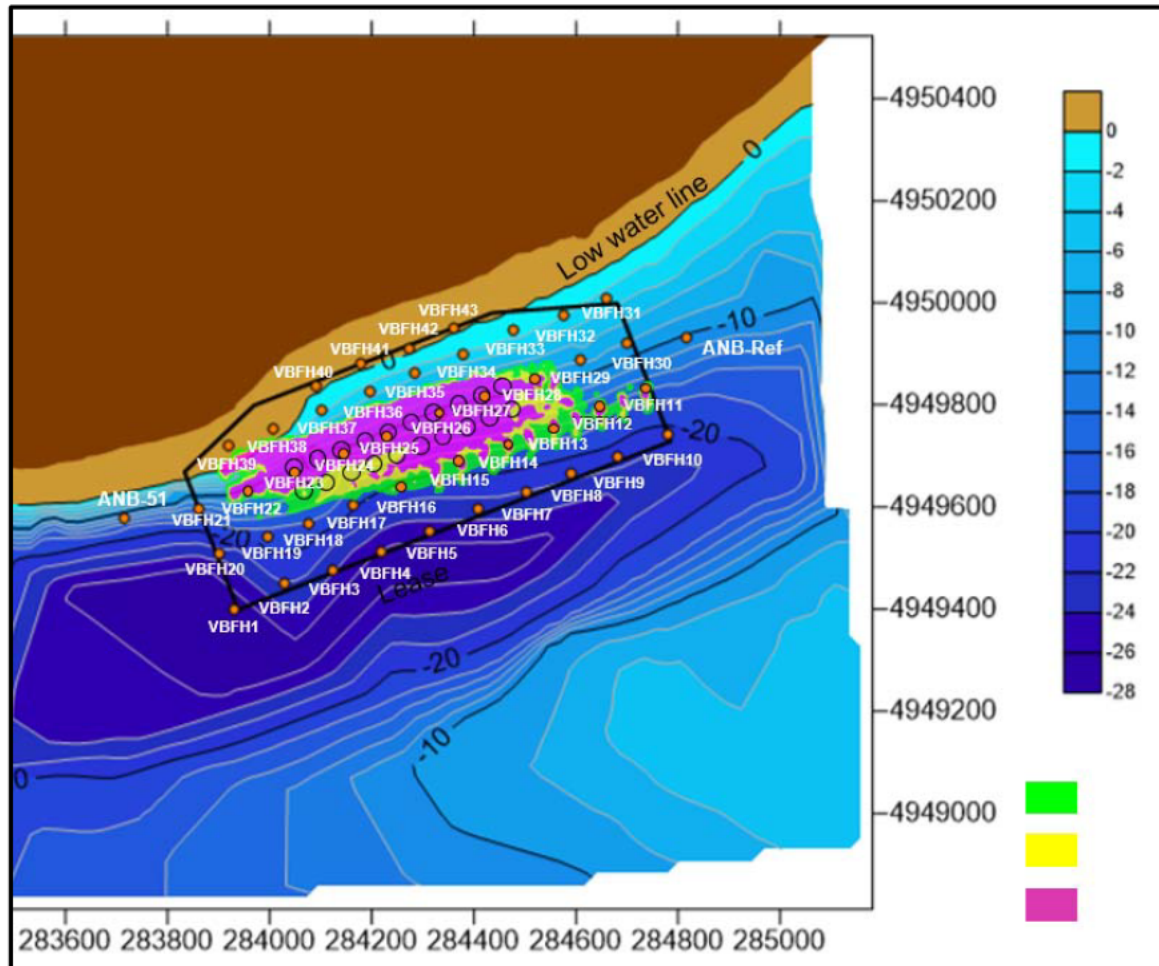 4950400
0
-2
0
-4
4950200
Low water line
-6
-8
VBFH43
VBFH31
4950000
VBFH42
VBFH32
-10
-10
VBFH41
0
VBFH33
ANB-Ref
VBFH40
VBFH34
VBFH30
-12
VBFH35
VBFH29
-14
VBFH36
VBFH28
VBFH11
4949800
VBFH37
VBFH27
VBFH12
-16
VBFH38
VBFH26
VBFH13
-20
VBFH39
VBFH25
VBFH14
VBFH10
-18
VBFH24
VBFH15
VBFH9
ANB-51
VBFH23
VBFH16
VBFH8
-20
VBFH22
VBFH17
VBFH7
4949600
VBFH21
VBFH18
VBFH6
-22
-20
VBFH19
VBFH5
VBFH20
VBFH4
-24
VBFH3
Lease
4949400
VBFH2
VBFH1
-26
-20
-28
4949200
-10
0
4949000
283600 283800 284000 284200 284400 284600 284800 285000